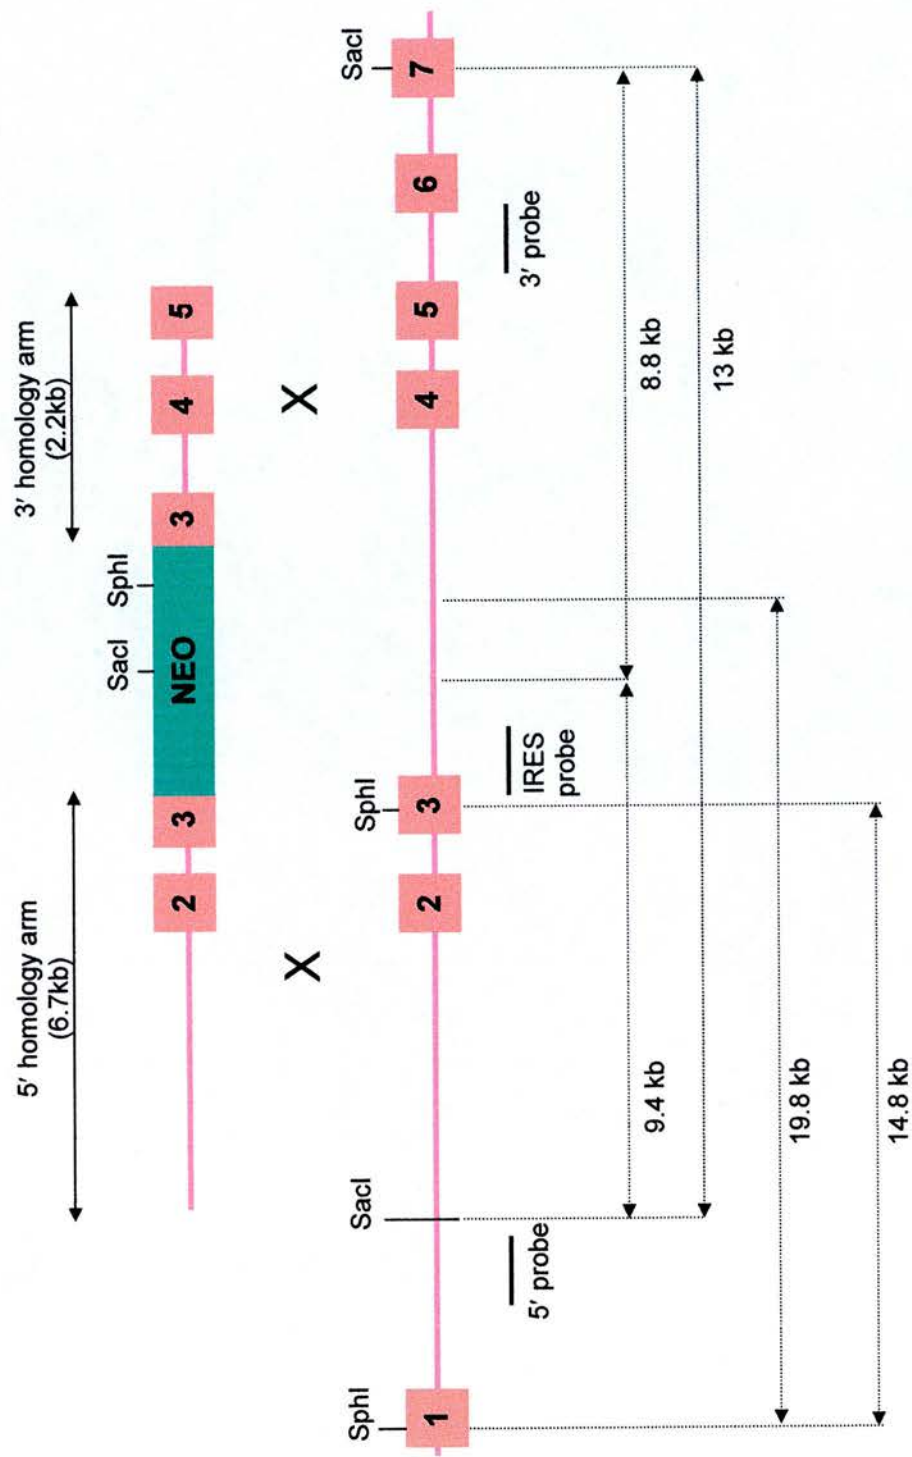 5′ homology arm
(6.7kb)
3′ homology arm
(2.2kb)
SacI
SphI
2
3
NEO
3
4
5
X
X
SphI
SacI
SphI
SacI
1
2
3
4
5
6
7
5′ probe
IRES
probe
3′ probe
9.4 kb
8.8 kb
13 kb
19.8 kb
14.8 kb